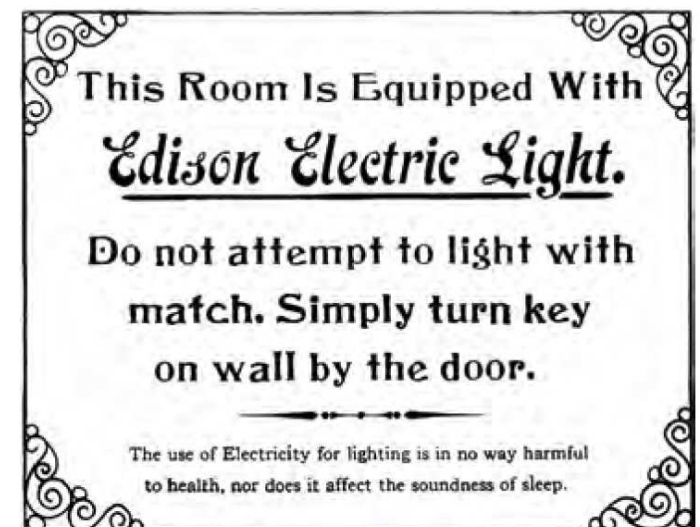 This Room Is Equipped With
Edison Electric Light.
Do not attempt to light with
match. Simply turn key
on wall by the door.
The use of Electricity for lighting is in no way harmful
to health, nor does it affect the soundness of sleep.